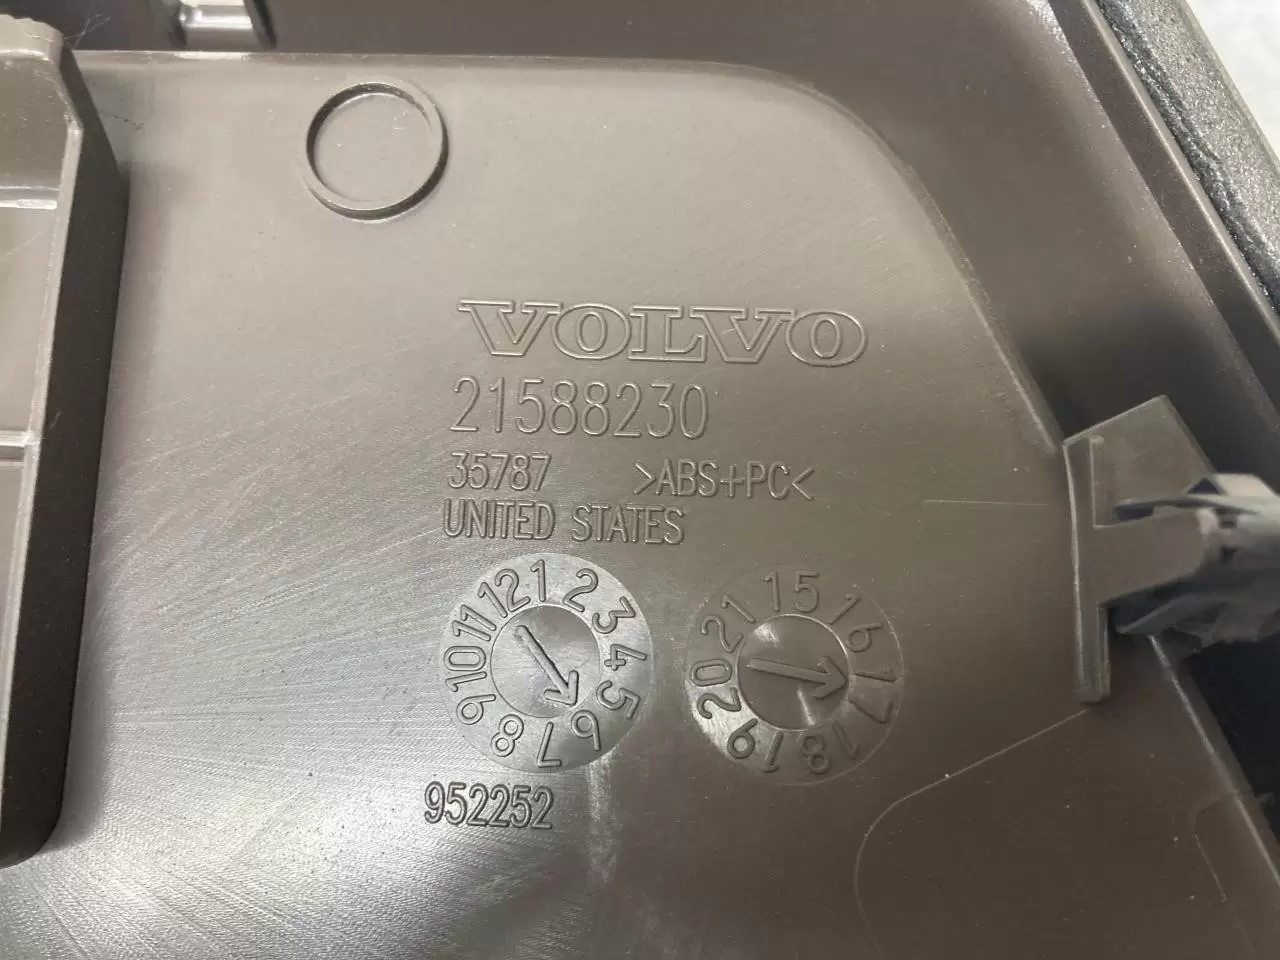 VOLVO
21588230
35787 >ABS+PC<
UNITED STATES
1 2 3 4 5 6 7 8 9 10 11 12
15 16 17 18 19 20 21
952252